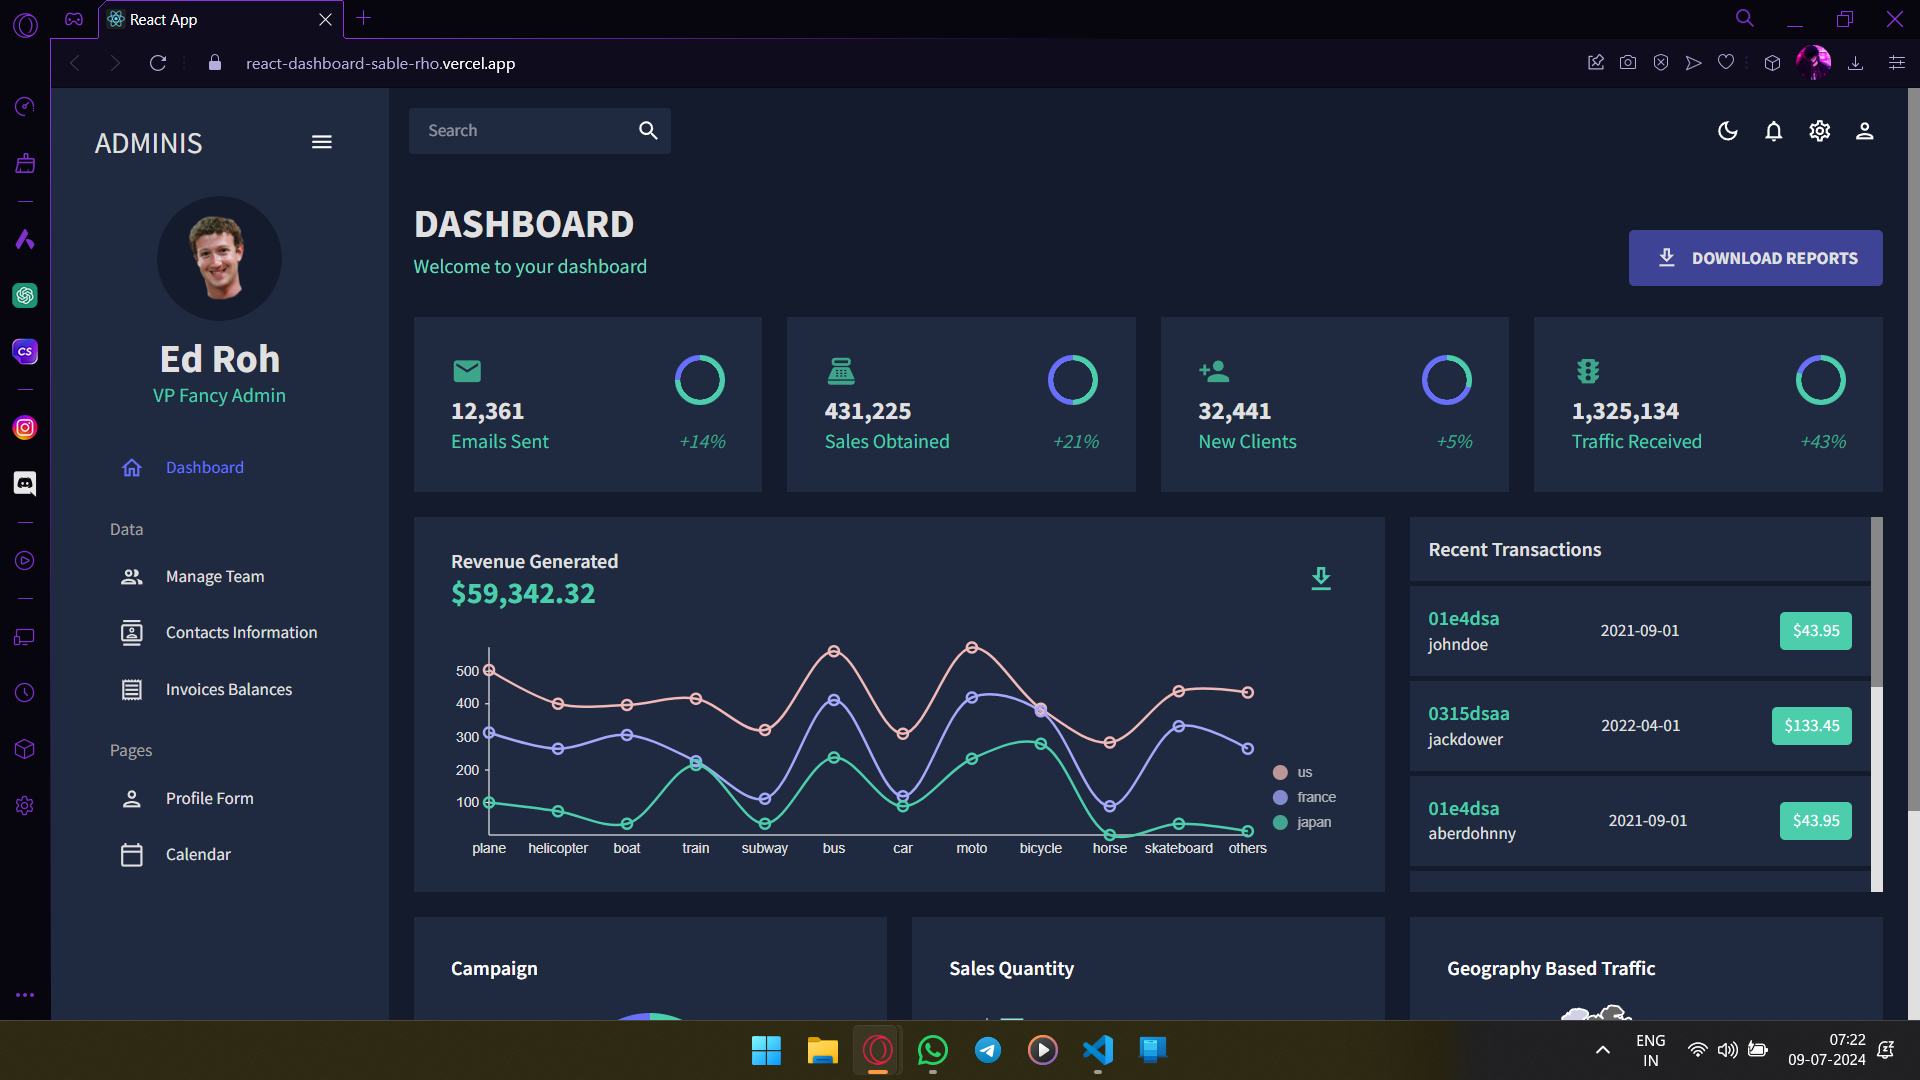 React App
react-dashboard-sable-rho.vercel.app
ADMINIS
Search
Ed Roh
VP Fancy Admin
Dashboard
Data
Manage Team
Contacts Information
Invoices Balances
Pages
Profile Form
Calendar
DASHBOARD
Welcome to your dashboard
DOWNLOAD REPORTS
12,361
Emails Sent +14%
431,225
Sales Obtained +21%
32,441
New Clients +5%
1,325,134
Traffic Received +43%
Revenue Generated
$59,342.32
500
400
300
200
100
plane helicopter boat train subway bus car moto bicycle horse skateboard others
us
france
japan
Recent Transactions
01e4dsa
johndoe
2021-09-01
$43.95
0315dsaa
jackdower
2022-04-01
$133.45
01e4dsa
aberdohnny
2021-09-01
$43.95
Campaign
Sales Quantity
Geography Based Traffic
CS
ENG
IN
07:22
09-07-2024